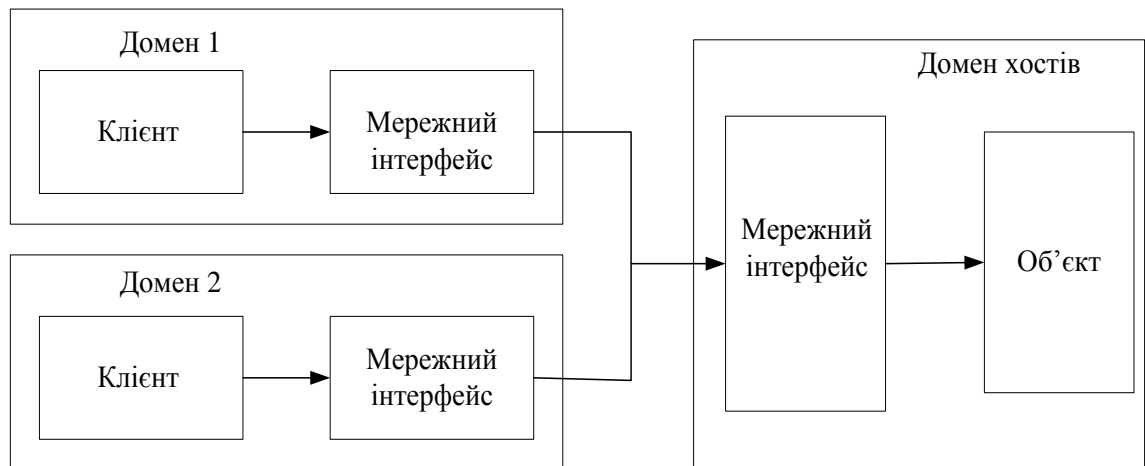 Домен 1
Клієнт
Мережний
інтерфейс
Домен 2
Клієнт
Мережний
інтерфейс
Домен хостів
Мережний
інтерфейс
Об’єкт